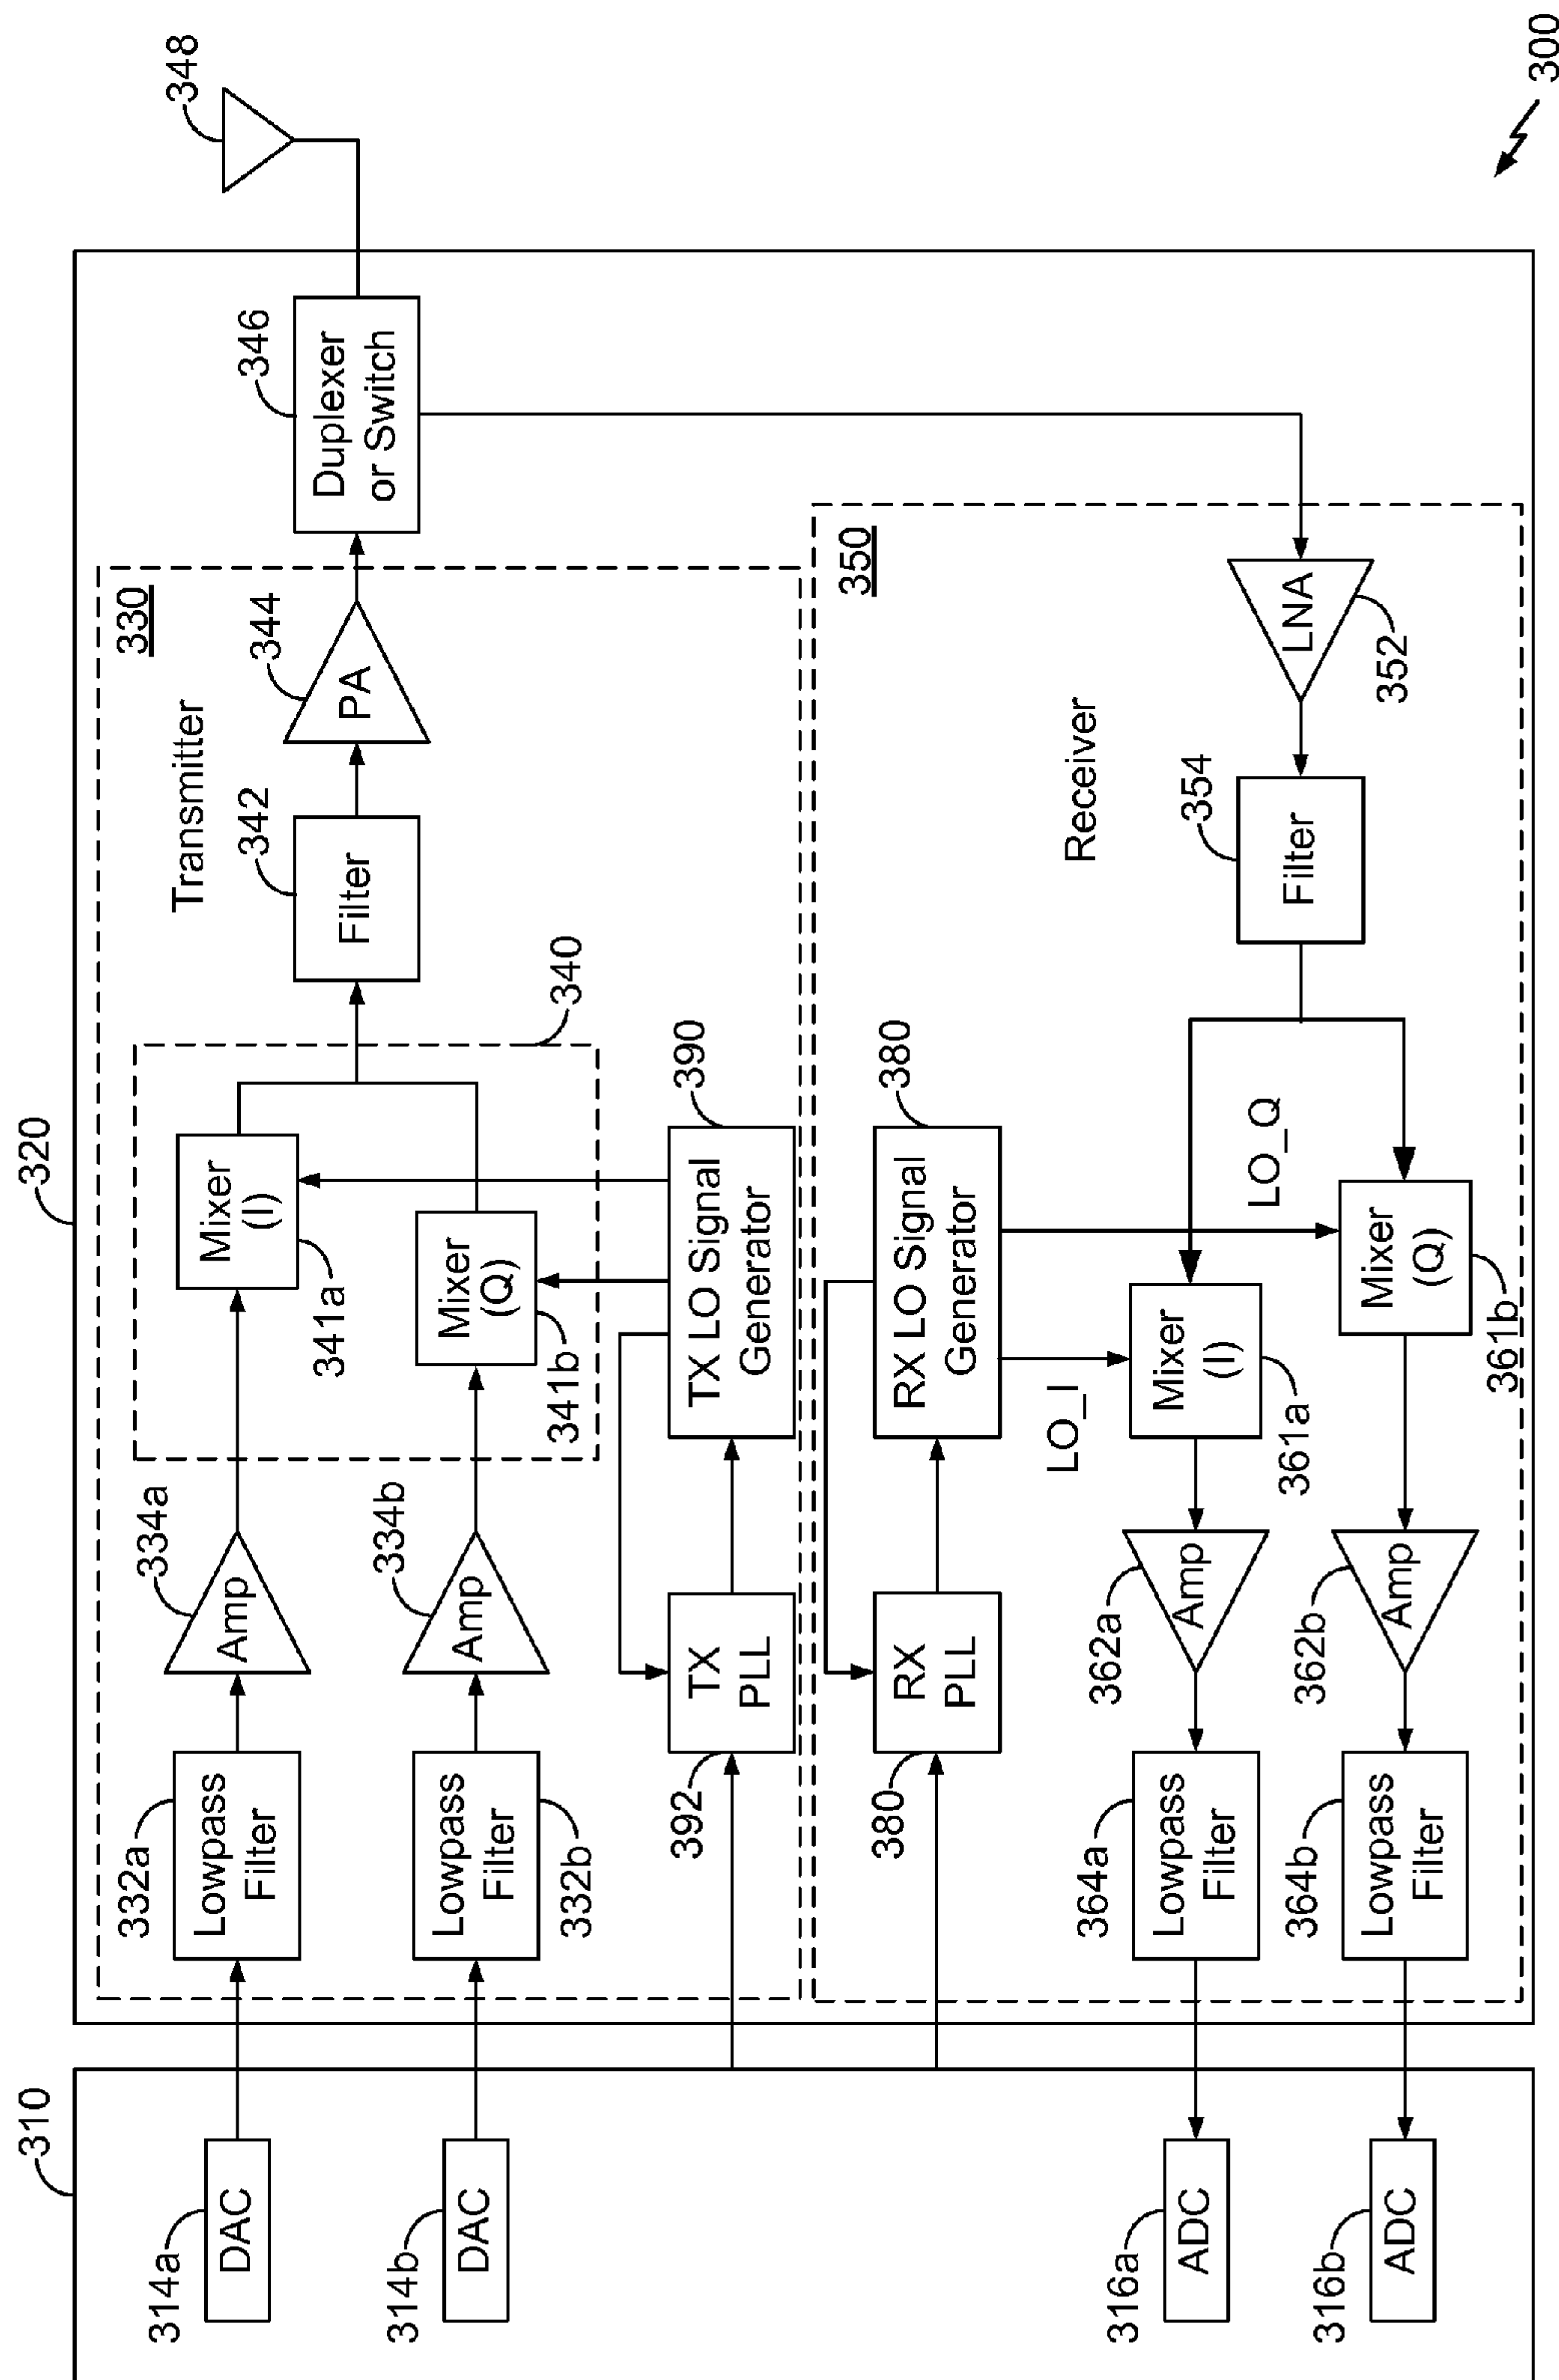 310
320
314a
DAC
332a
Lowpass
Filter
334a
Amp
341a
Mixer
(I)
Transmitter
330
342
Filter
344
PA
346
Duplexer
or Switch
348
314b
DAC
332b
Lowpass
Filter
334b
Amp
341b
Mixer
(Q)
340
392
TX
PLL
TX LO Signal
Generator
390
350
380
RX
PLL
RX LO Signal
Generator
380
Receiver
LO_I
LO_Q
316a
ADC
364a
Lowpass
Filter
362a
Amp
361a
Mixer
(I)
354
Filter
LNA
352
316b
ADC
364b
Lowpass
Filter
362b
Amp
361b
Mixer
(Q)
300